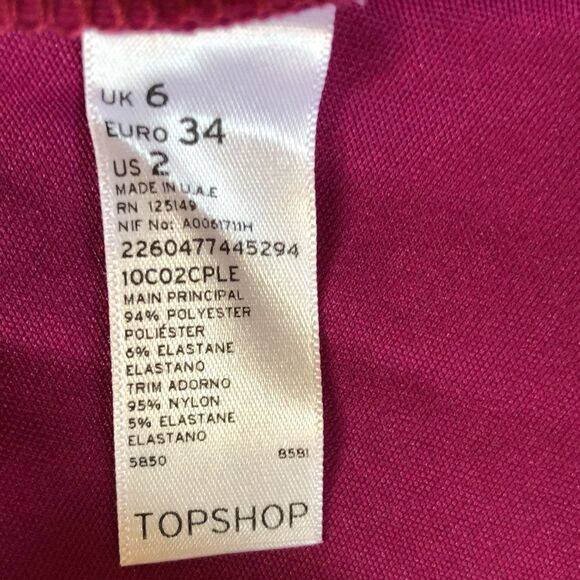 UK 6
EURO 34
US 2
MADE IN U.A.E
RN 125149
NIF No: A0061711H
2260477445294
10C02CPLE
MAIN PRINCIPAL
94% POLYESTER
POLIÉSTER
6% ELASTANE
ELASTANO
TRIM ADORNO
95% NYLON
5% ELASTANE
ELASTANO
5850 8581
TOPSHOP